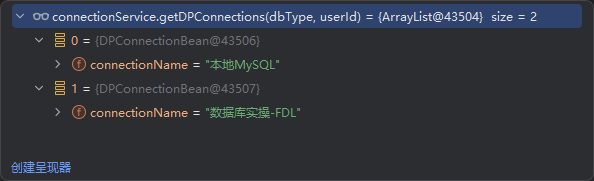 connectionService.getDPConnections(dbType, userId) = {ArrayList@43504} size = 2
0 = {DPConnectionBean@43506}
connectionName = "本地MySQL"
1 = {DPConnectionBean@43507}
connectionName = "数据库实操-FDL"
创建呈现器